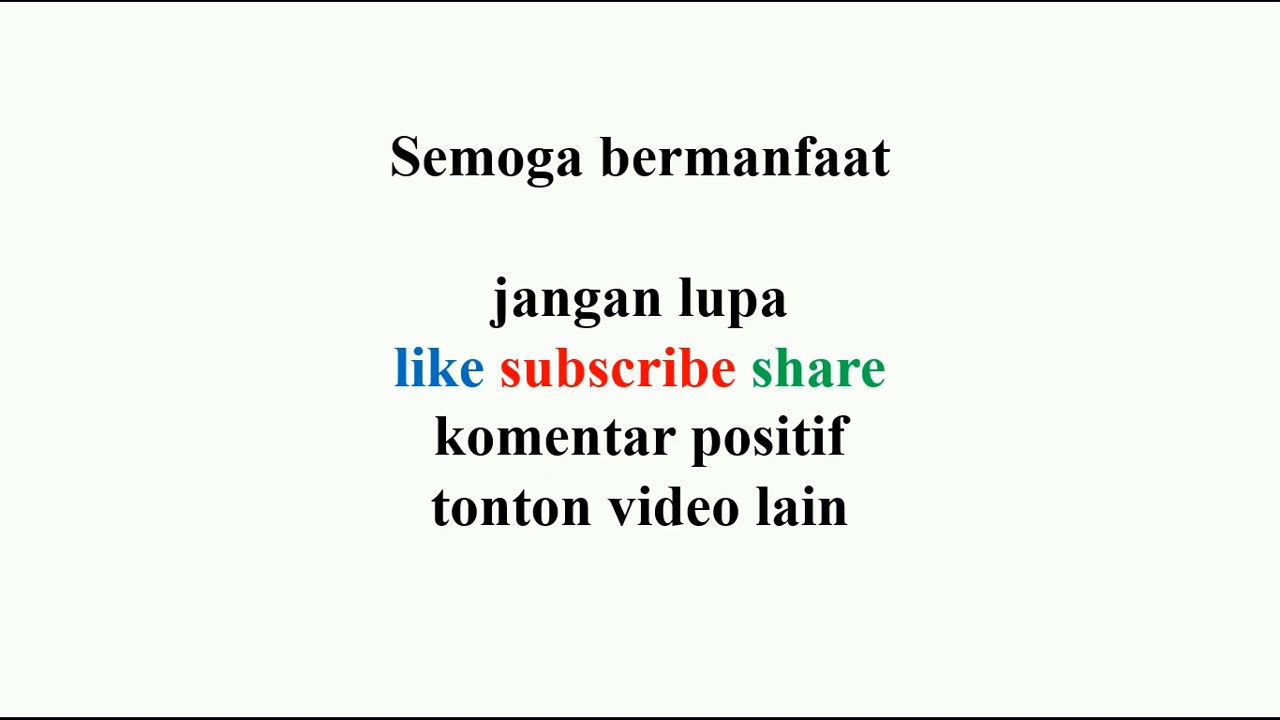 Semoga bermanfaat
jangan lupa
like subscribe share
komentar positif
tonton video lain